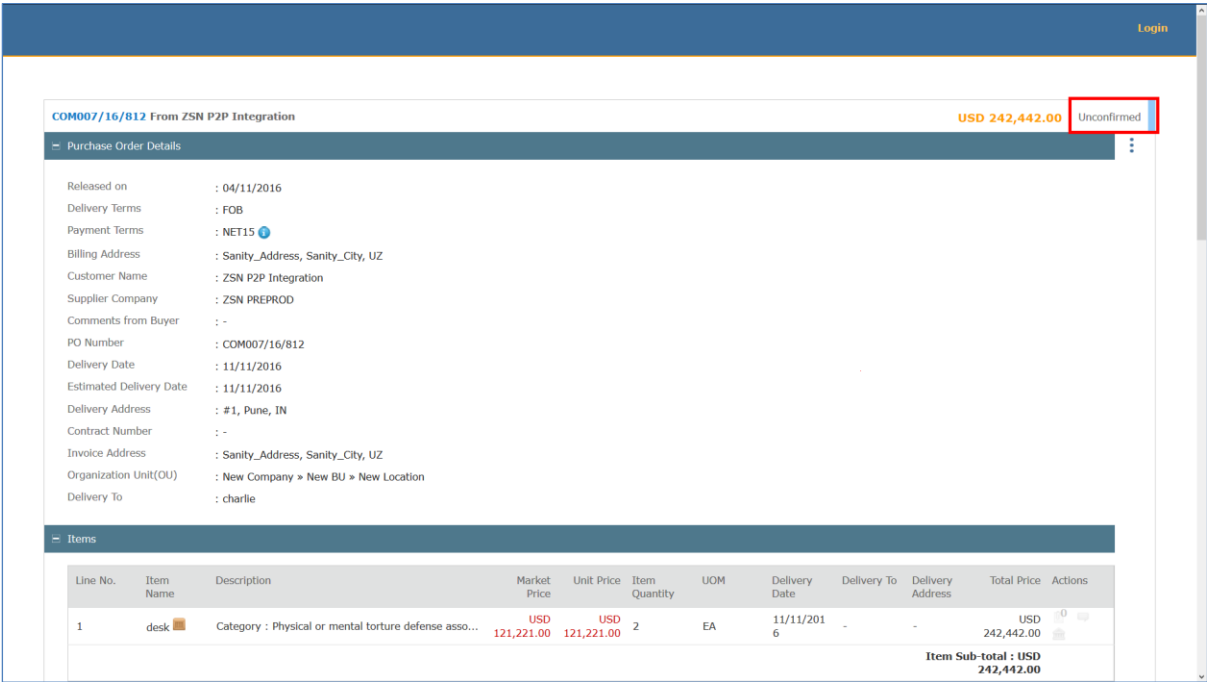 Login
COM007/16/812 From ZSN P2P Integration USD 242,442.00 Unconfirmed
Purchase Order Details
Released on : 04/11/2016
Delivery Terms : FOB
Payment Terms : NET15
Billing Address : Sanity_Address, Sanity_City, UZ
Customer Name : ZSN P2P Integration
Supplier Company : ZSN PREPROD
Comments from Buyer : -
PO Number : COM007/16/812
Delivery Date : 11/11/2016
Estimated Delivery Date : 11/11/2016
Delivery Address : #1, Pune, IN
Contract Number : -
Invoice Address : Sanity_Address, Sanity_City, UZ
Organization Unit(OU) : New Company » New BU » New Location
Delivery To : charlie
Items
Line No. Item Description Market Unit Price Item UOM Delivery Delivery To Delivery Total Price Actions
Name Price Quantity Date Address
USD USD 11/11/201 USD 0
1 desk Category : Physical or mental torture defense asso... 121,221.00 121,221.00 2 EA 6 - - 242,442.00
Item Sub-total : USD
242,442.00